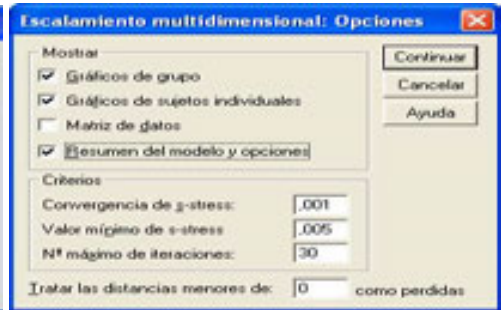 Escalamiento multidimensional: Opciones
Mostrar
Gráficos de grupo
Gráficos de sujetos individuales
Matriz de datos
Resumen del modelo y opciones
Continuar
Cancelar
Ayuda
Criterios
Convergencia de s-stress: ,001
Valor mínimo de s-stress ,005
Nº máximo de iteraciones: 30
Tratar las distancias menores de: 0 como perdidas